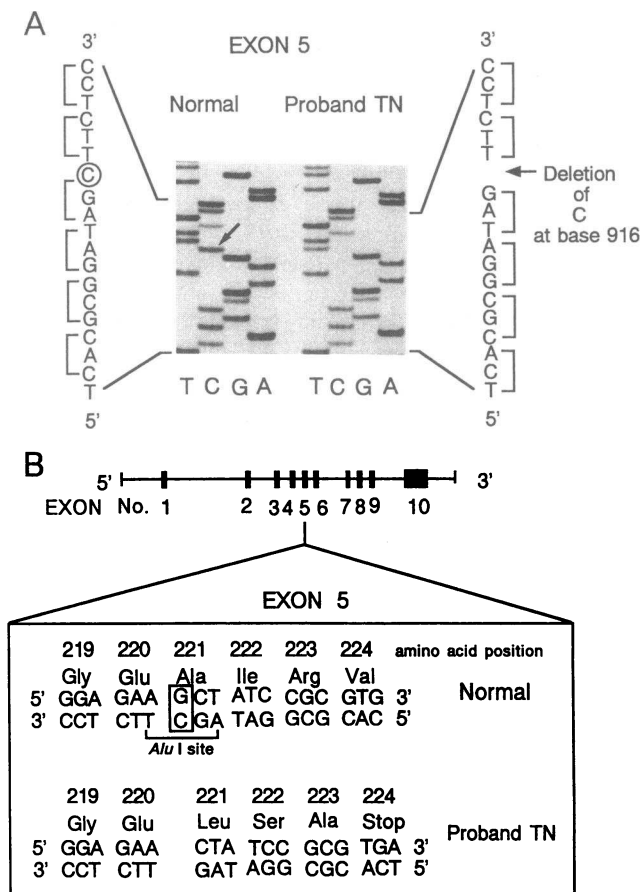 A
EXON 5
3'
C
C
T
C
T
T
C
G
A
T
A
G
G
C
G
C
A
C
T
5'
Normal
Proband TN
T C G A
T C G A
3'
C
C
T
C
T
T
G
A
T
A
G
G
C
G
C
A
C
T
5'
Deletion
of
C
at base 916
B
5' 3'
EXON No. 1 2 3 4 5 6 7 8 9 10
EXON 5
219 220 221 222 223 224 amino acid position
Gly Glu Ala Ile Arg Val Normal
5' GGA GAA GCT ATC CGC GTG 3'
3' CCT CTT CGA TAG GCG CAC 5'
Alu I site
219 220 221 222 223 224
Gly Glu Leu Ser Ala Stop Proband TN
5' GGA GAA CTA TCC GCG TGA 3'
3' CCT CTT GAT AGG CGC ACT 5'